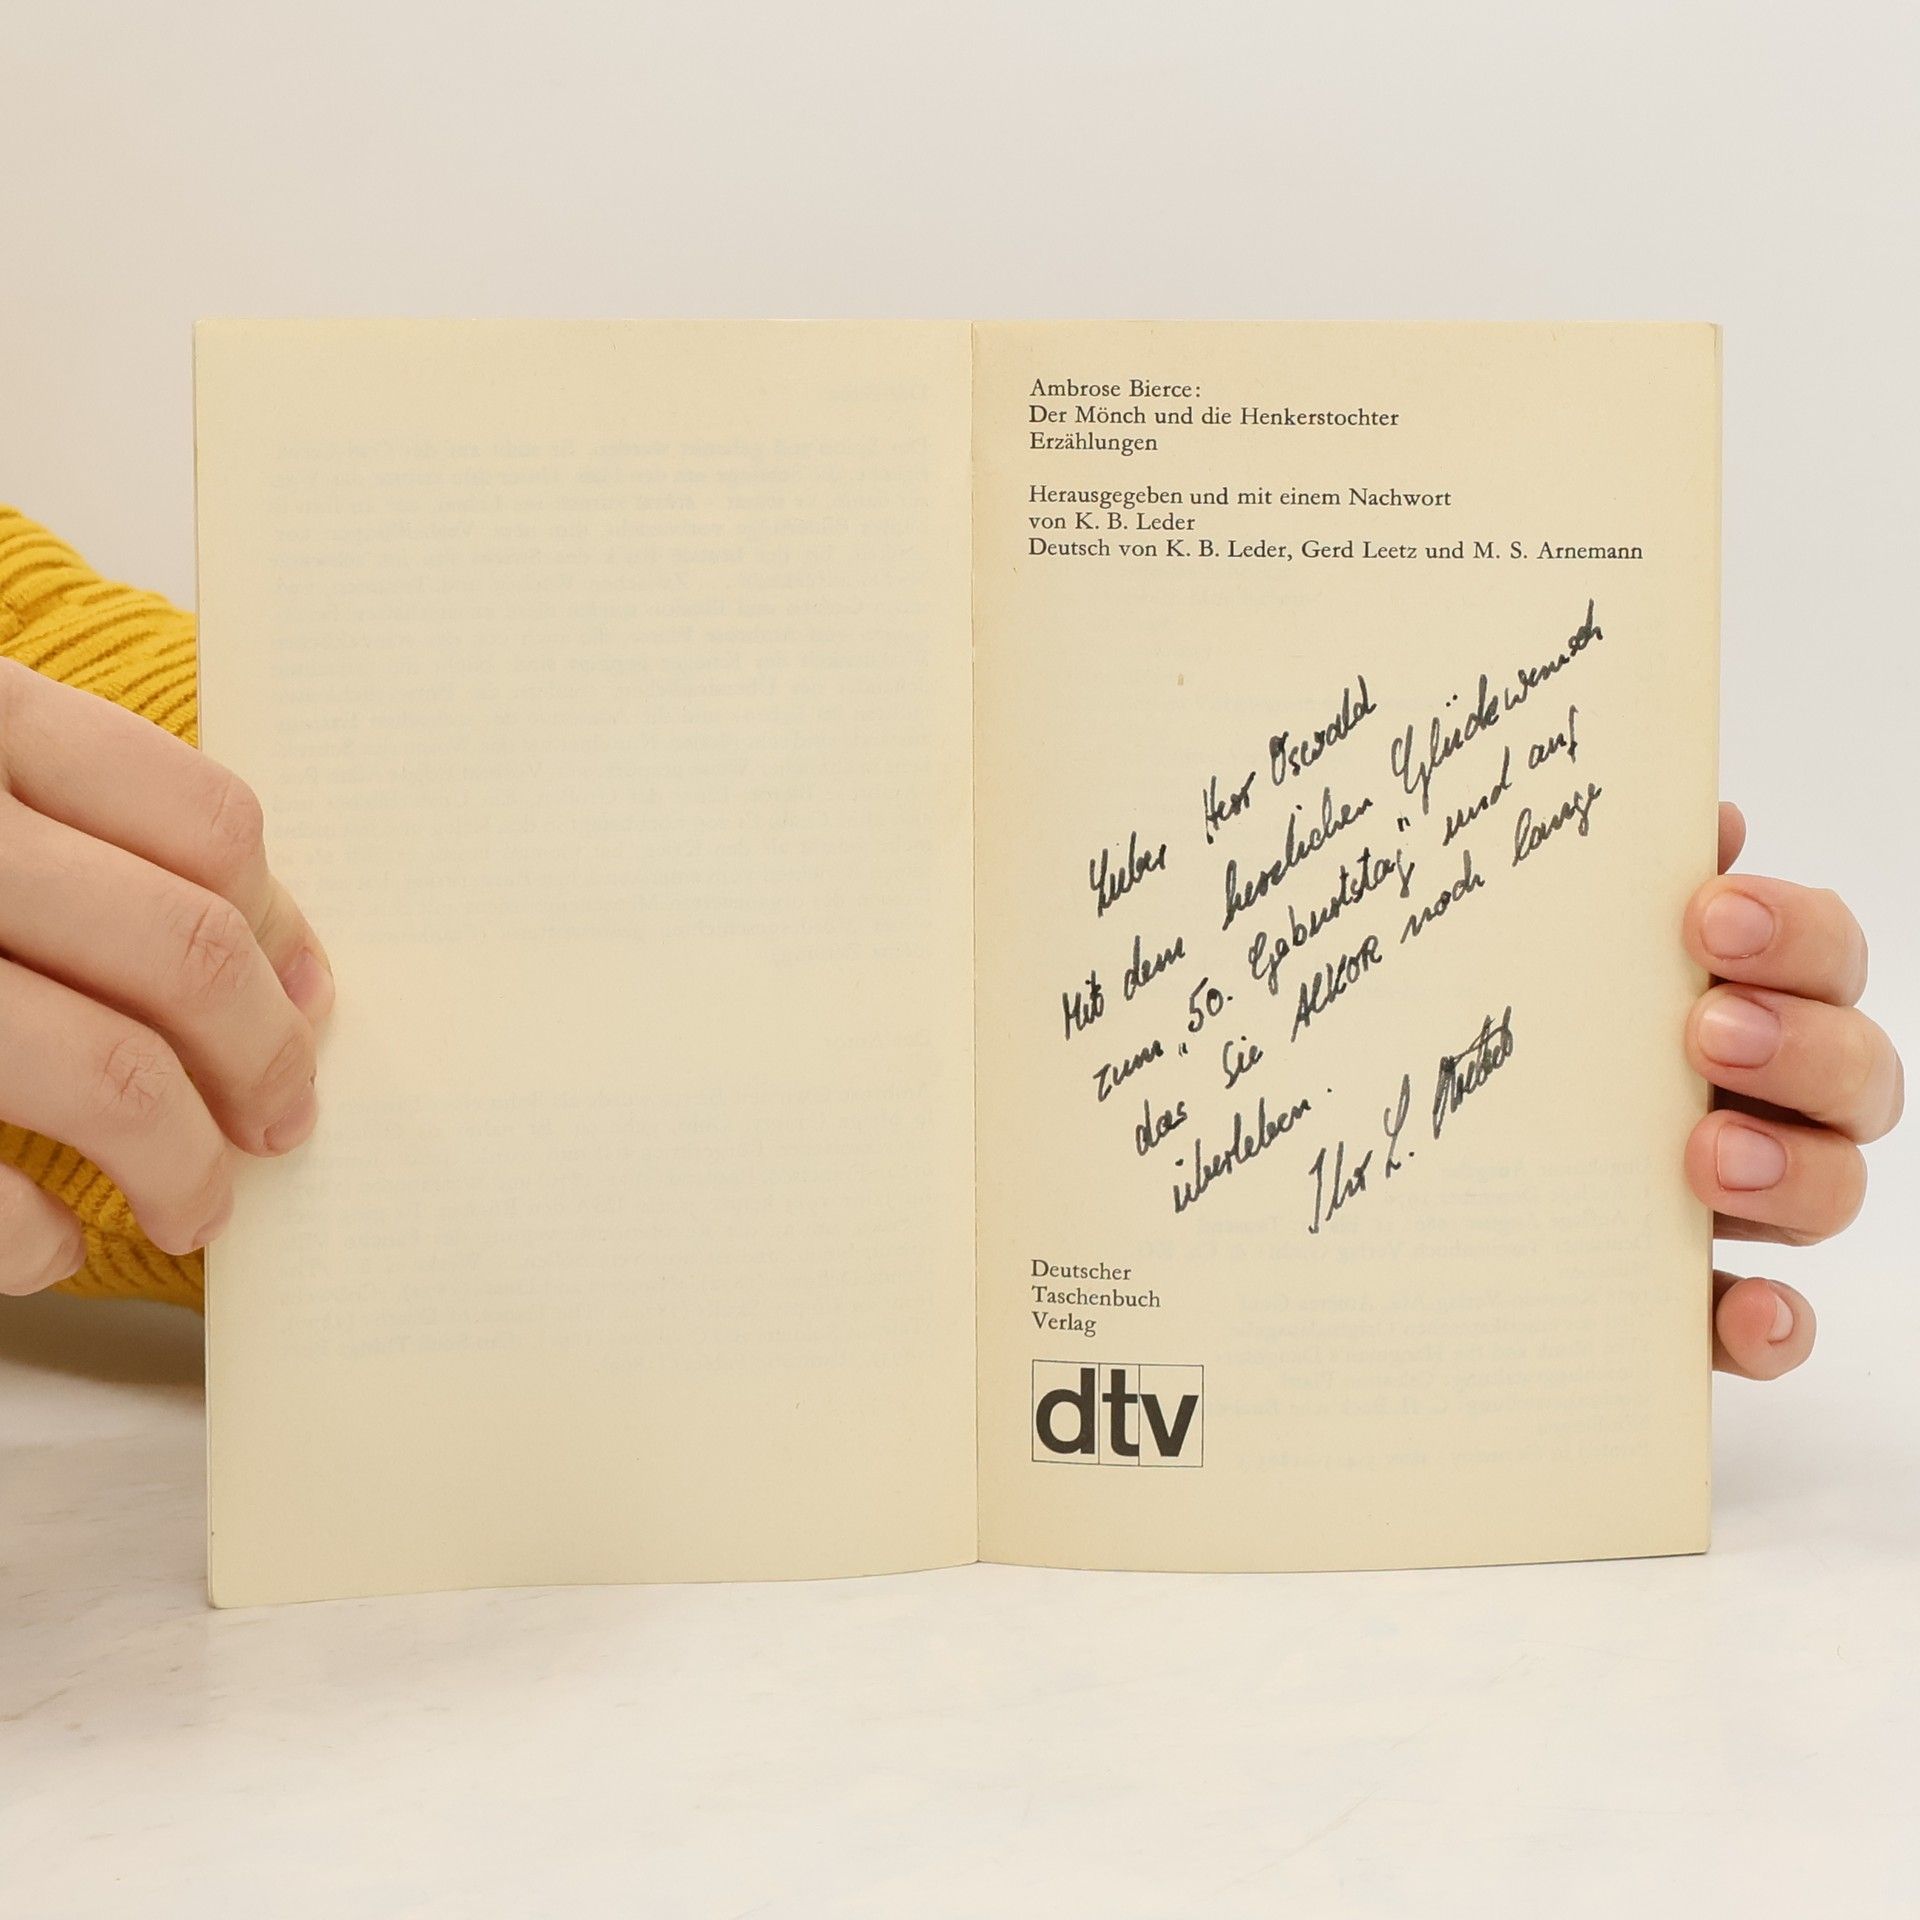 Ambrose Bierce:
Der Mönch und die Henkerstochter
Erzählungen
Herausgegeben und mit einem Nachwort
von K. B. Leder
Deutsch von K. B. Leder, Gerd Leetz und M. S. Arnemann
Lieber Herr Oswald
Mit dem herzlichen Glückwunsch
zum „50. Geburtstag" und auf
das Sie AlKOR noch lange
überleben.
Ihr L.
Deutscher
Taschenbuch
Verlag
dtv